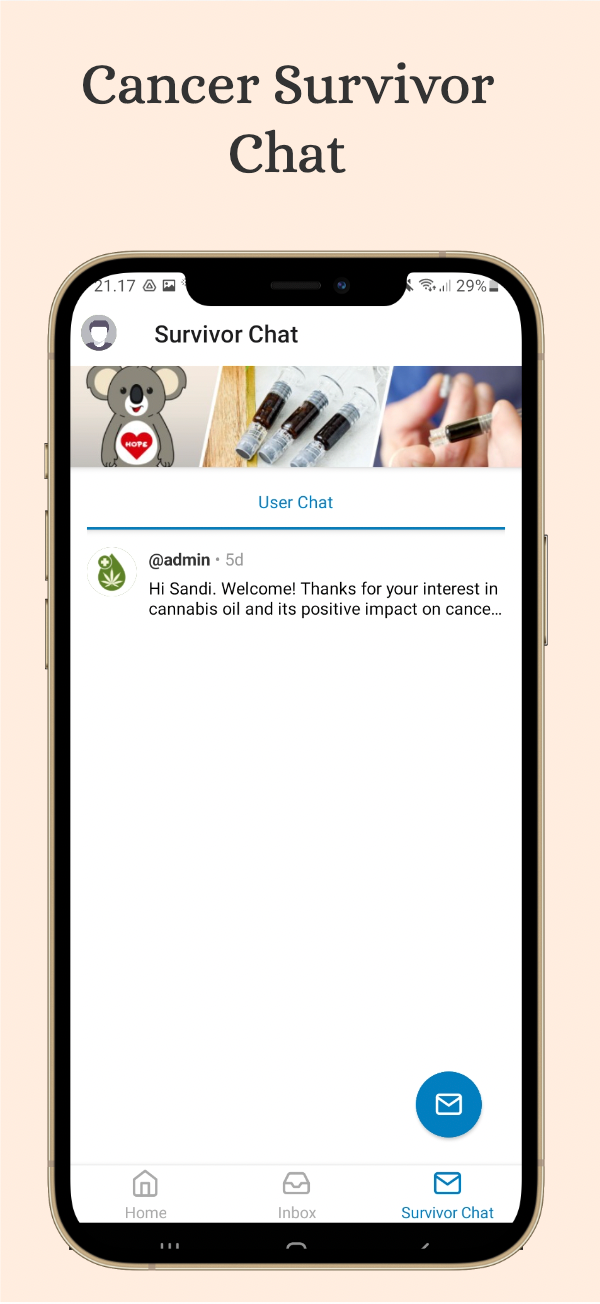 Cancer Survivor
Chat
21.17
29%
Survivor Chat
HOPE
User Chat
@admin • 5d
Hi Sandi. Welcome! Thanks for your interest in
cannabis oil and its positive impact on cance...
Home
Inbox
Survivor Chat